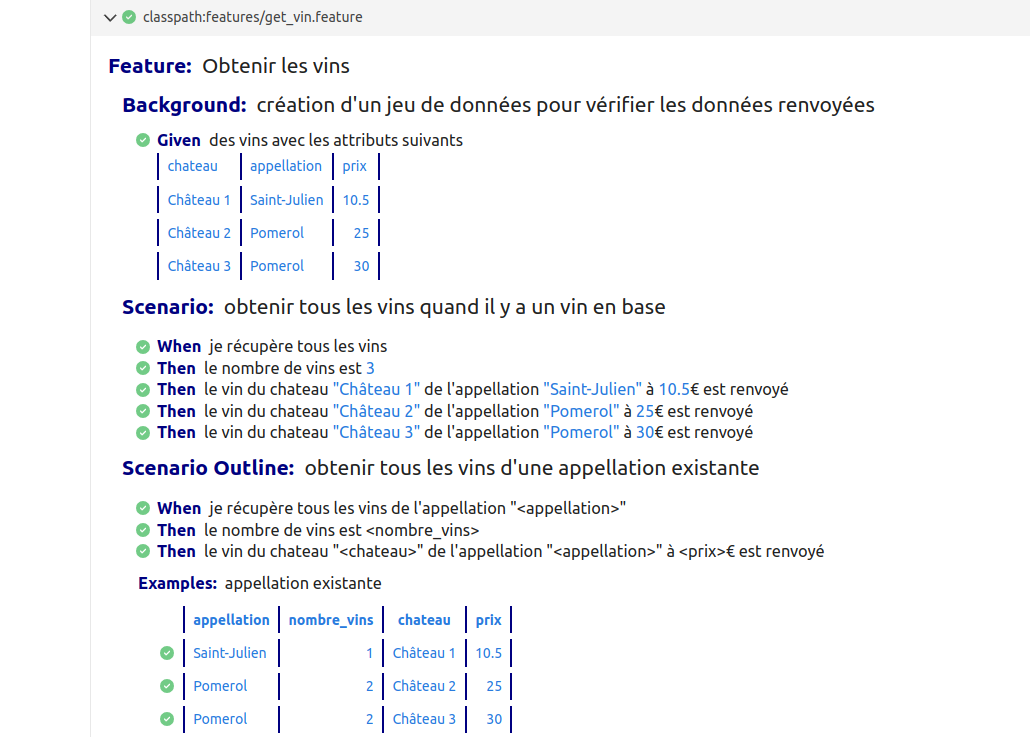 classpath:features/get_vin.feature
Feature: Obtenir les vins
Background: création d'un jeu de données pour vérifier les données renvoyées
Given des vins avec les attributs suivants
chateau appellation prix
Château 1 Saint-Julien 10.5
Château 2 Pomerol 25
Château 3 Pomerol 30
Scenario: obtenir tous les vins quand il y a un vin en base
When je récupère tous les vins
Then le nombre de vins est 3
Then le vin du chateau "Château 1" de l'appellation "Saint-Julien" à 10.5€ est renvoyé
Then le vin du chateau "Château 2" de l'appellation "Pomerol" à 25€ est renvoyé
Then le vin du chateau "Château 3" de l'appellation "Pomerol" à 30€ est renvoyé
Scenario Outline: obtenir tous les vins d'une appellation existante
When je récupère tous les vins de l'appellation "<appellation>"
Then le nombre de vins est <nombre_vins>
Then le vin du chateau "<chateau>" de l'appellation "<appellation>" à <prix>€ est renvoyé
Examples: appellation existante
appellation nombre_vins chateau prix
Saint-Julien 1 Château 1 10.5
Pomerol 2 Château 2 25
Pomerol 2 Château 3 30